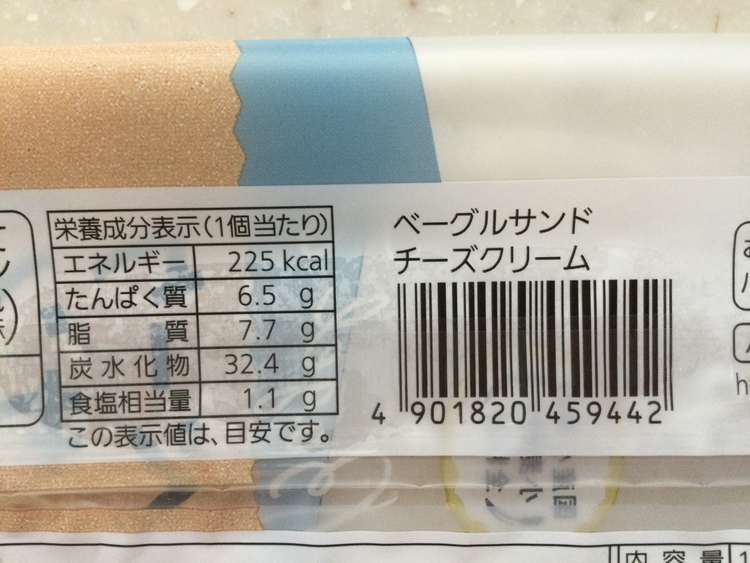 栄養成分表示(1個当たり)
エネルギー 225 kcal
たんぱく質 6.5 g
脂質 7.7 g
炭水化物 32.4 g
食塩相当量 1.1 g
この表示値は、目安です。
ベーグルサンド
チーズクリーム
4 901820 459442
内容量 1